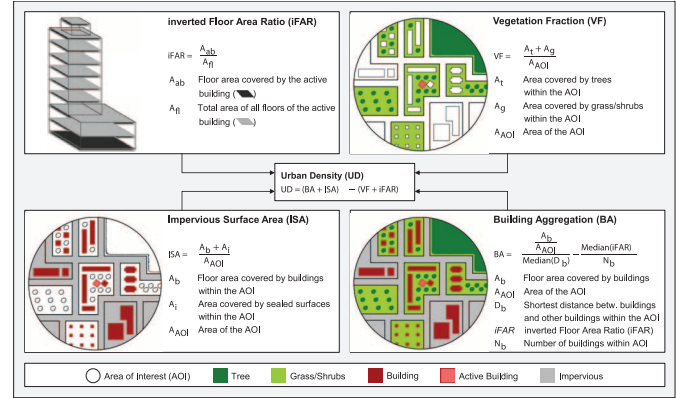 inverted Floor Area Ratio (iFAR)
iFAR = A_ab / A_fl
A_ab Floor area covered by the active
building ( )
A_fl Total area of all floors of the active
building ( )
Vegetation Fraction (VF)
VF = A_t + A_g / A_AOI
A_t Area covered by trees
within the AOI
A_g Area covered by grass/shrubs
within the AOI
A_AOI Area of the AOI
Urban Density (UD)
UD = (BA + ISA) − (VF + iFAR)
Impervious Surface Area (ISA)
ISA = A_b + A_i / A_AOI
A_b Floor area covered by buildings
within the AOI
A_i Area covered by sealed surfaces
within the AOI
A_AOI Area of the AOI
Building Aggregation (BA)
BA = A_b / A_AOI / Median(D_b) − Median(iFAR) / N_b
A_b Floor area covered by buildings
A_AOI Area of the AOI
D_b Shortest distance betw. buildings
and other buildings within the AOI
iFAR inverted Floor Area Ratio (iFAR)
N_b Number of buildings within AOI
Area of Interest (AOI) Tree Grass/Shrubs Building Active Building Impervious